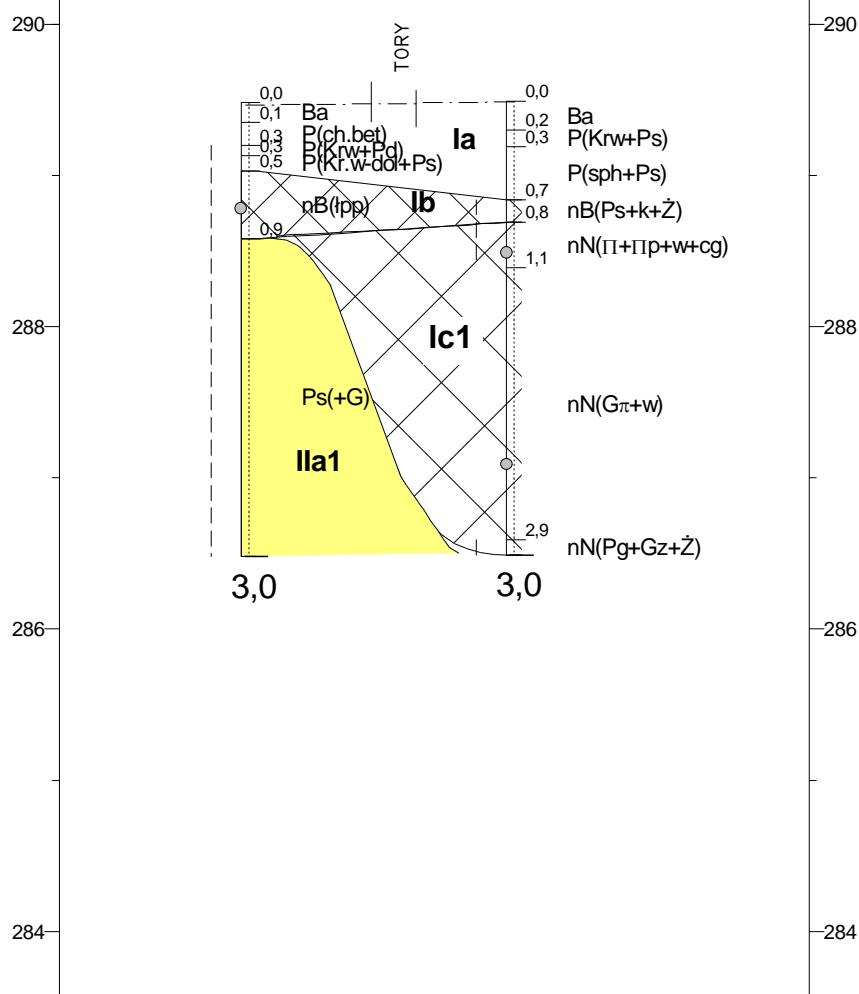 290 290
TORY
0,0 0,0
0,1 Ba 0,2 Ba
0,3 P(ch.bet) 0,3 P(Krw+Ps)
0,3 P(Krw+Pd) Ia
0,5 P(Kr.w-doł+Ps) P(sph+Ps)
0,7
nB(łpp) Ib 0,8 nB(Ps+k+Ż)
0,9
nN(Π+Πp+w+cg)
1,1
288 Ic1 288
Ps(+G) nN(Gπ+w)
IIa1
2,9 nN(Pg+Gz+Ż)
3,0 3,0
286 286
284 284